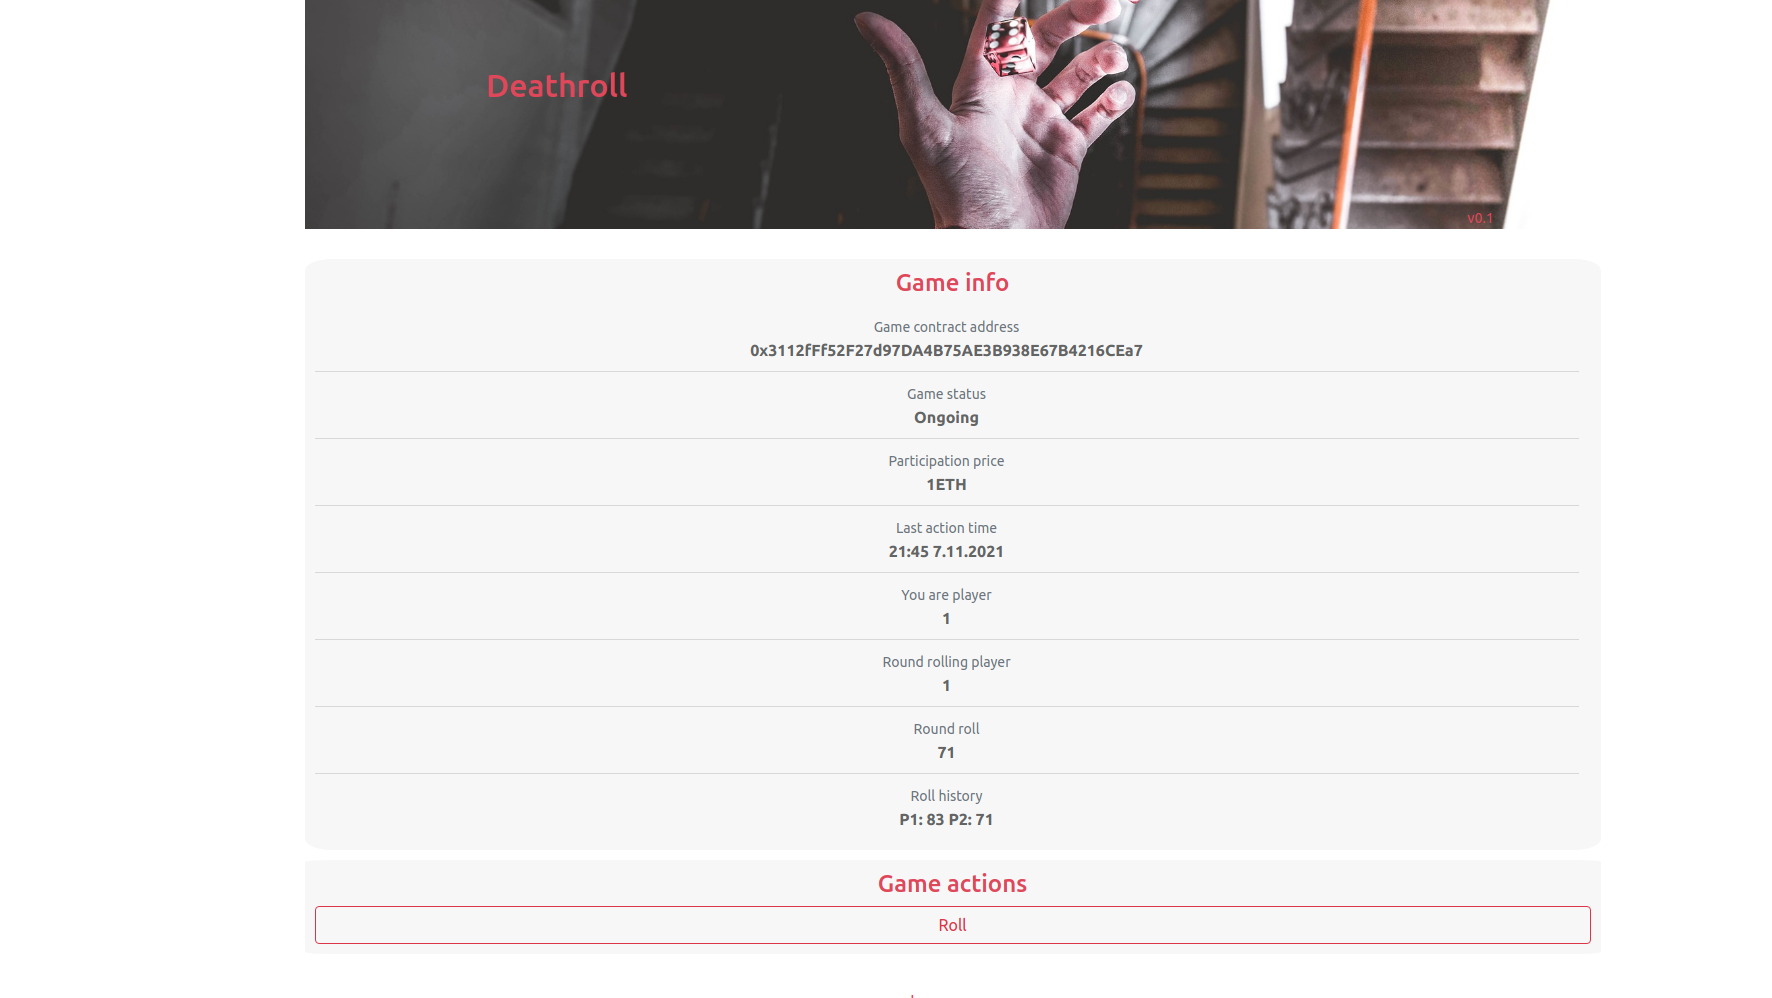 Deathroll
v0.1
Game info
Game contract address
0x3112fFf52F27d97DA4B75AE3B938E67B4216CEa7
Game status
Ongoing
Participation price
1ETH
Last action time
21:45 7.11.2021
You are player
1
Round rolling player
1
Round roll
71
Roll history
P1: 83 P2: 71
Game actions
Roll